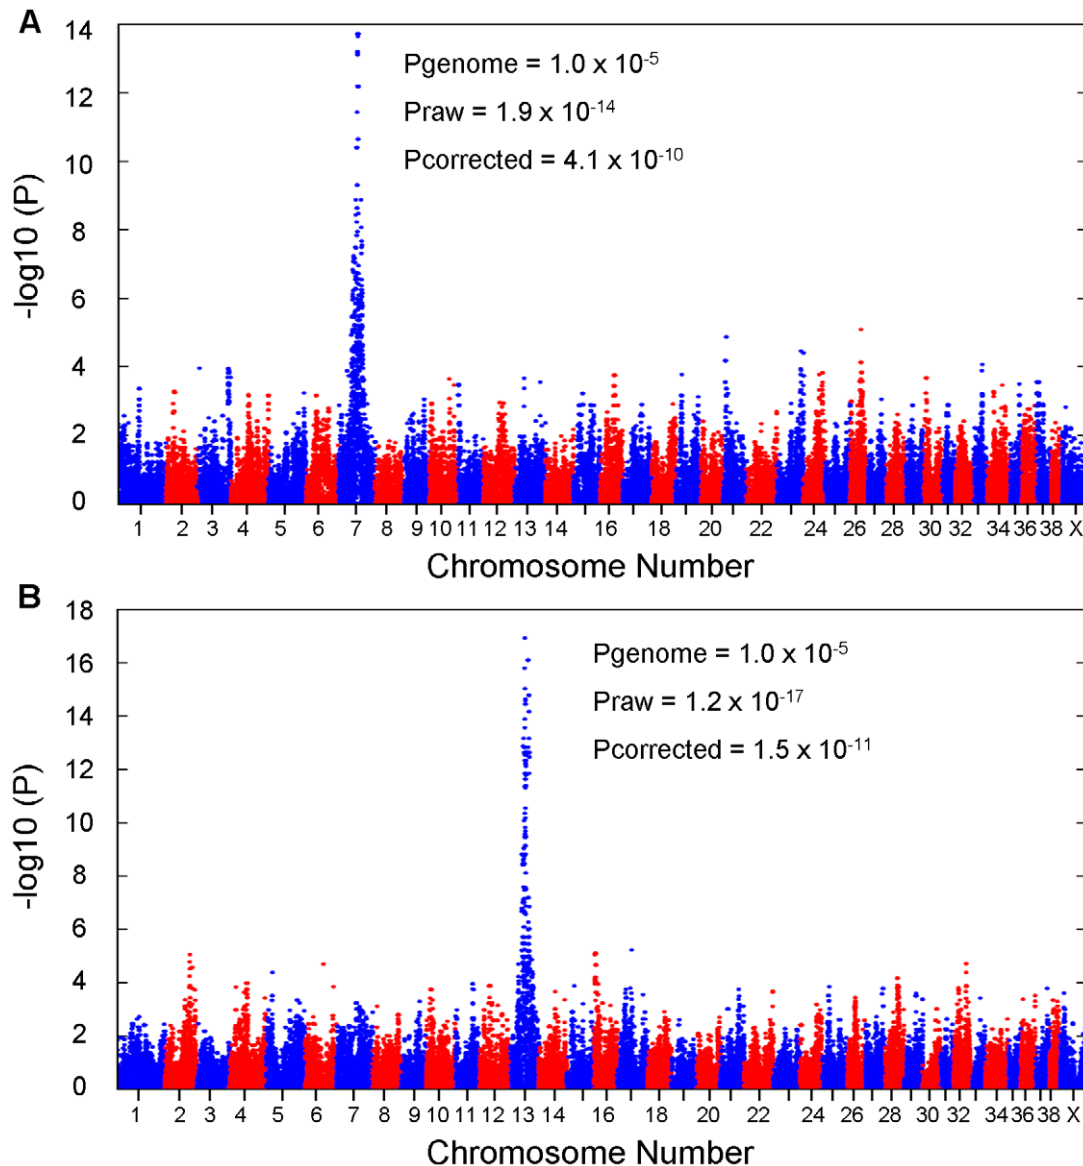 A
14
12
10
8
6
4
2
0
-log10 (P)
Pgenome = 1.0 x 10⁻⁵
Praw = 1.9 x 10⁻¹⁴
Pcorrected = 4.1 x 10⁻¹⁰
1 2 3 4 5 6 7 8 9 10 11 12 13 14 16 18 20 22 24 26 28 30 32 34 36 38 X
Chromosome Number
B
18
16
14
12
10
8
6
4
2
0
-log10 (P)
Pgenome = 1.0 x 10⁻⁵
Praw = 1.2 x 10⁻¹⁷
Pcorrected = 1.5 x 10⁻¹¹
1 2 3 4 5 6 7 8 9 10 11 12 13 14 16 18 20 22 24 26 28 30 32 34 36 38 X
Chromosome Number